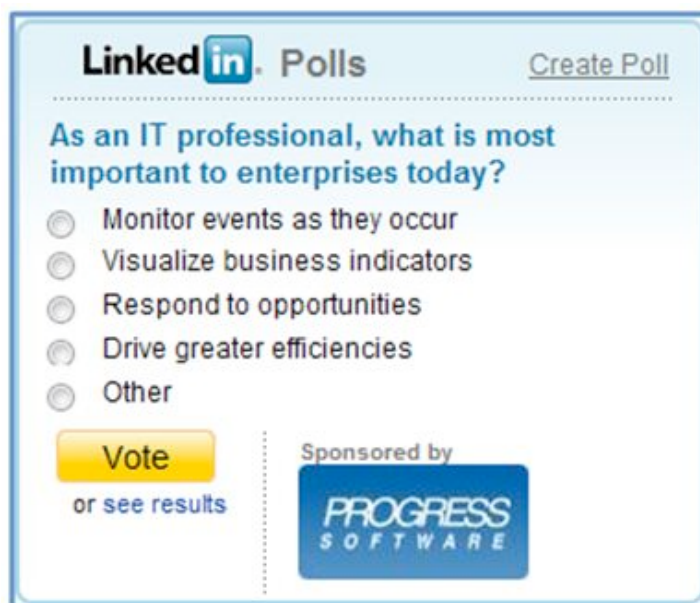 Linked in. Polls Create Poll
As an IT professional, what is most
important to enterprises today?
Monitor events as they occur
Visualize business indicators
Respond to opportunities
Drive greater efficiencies
Other
Vote
or see results
Sponsored by
PROGRESS
SOFTWARE